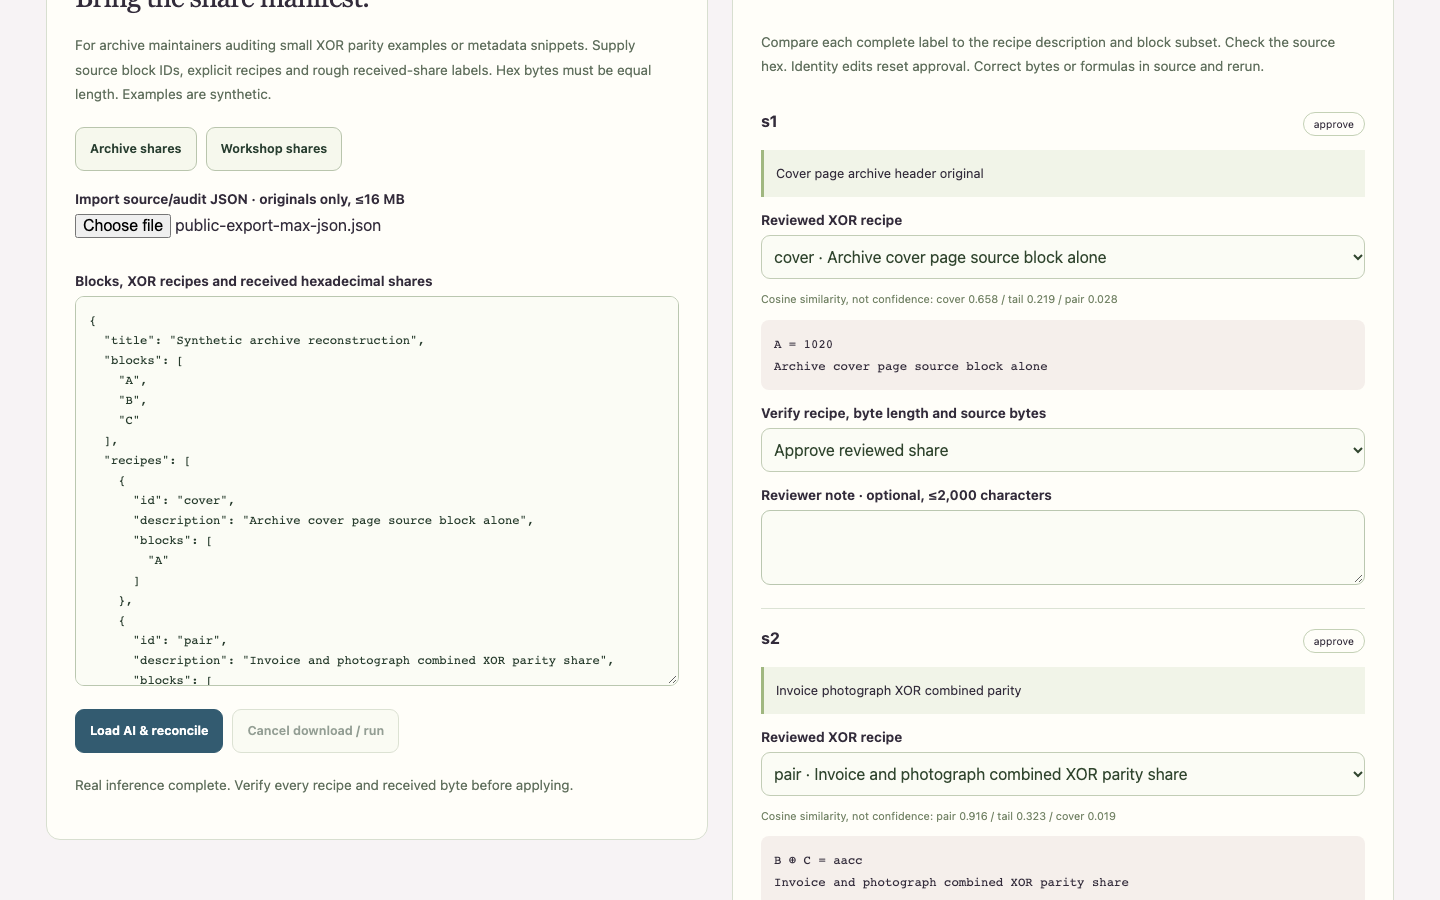 Bring the share manifest.
For archive maintainers auditing small XOR parity examples or metadata snippets. Supply
source block IDs, explicit recipes and rough received-share labels. Hex bytes must be equal
length. Examples are synthetic.
Archive shares
Workshop shares
Import source/audit JSON · originals only, ≤16 MB
Choose file public-export-max-json.json
Blocks, XOR recipes and received hexadecimal shares
{
"title": "Synthetic archive reconstruction",
"blocks": [
"A",
"B",
"C"
],
"recipes": [
{
"id": "cover",
"description": "Archive cover page source block alone",
"blocks": [
"A"
]
},
{
"id": "pair",
"description": "Invoice and photograph combined XOR parity share",
"blocks": [
Load AI & reconcile
Cancel download / run
Real inference complete. Verify every recipe and received byte before applying.
Compare each complete label to the recipe description and block subset. Check the source
hex. Identity edits reset approval. Correct bytes or formulas in source and rerun.
s1
approve
Cover page archive header original
Reviewed XOR recipe
cover · Archive cover page source block alone
Cosine similarity, not confidence: cover 0.658 / tail 0.219 / pair 0.028
A = 1020
Archive cover page source block alone
Verify recipe, byte length and source bytes
Approve reviewed share
Reviewer note · optional, ≤2,000 characters
s2
approve
Invoice photograph XOR combined parity
Reviewed XOR recipe
pair · Invoice and photograph combined XOR parity share
Cosine similarity, not confidence: pair 0.916 / tail 0.323 / cover 0.019
B ⊕ C = aacc
Invoice and photograph combined XOR parity share